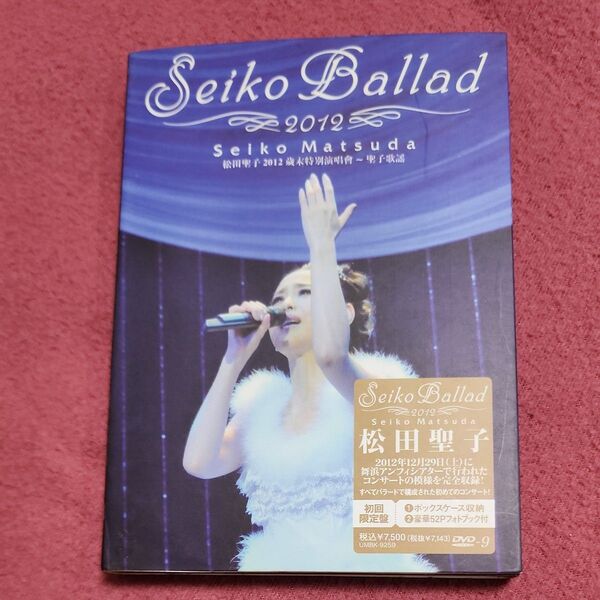 Seiko Ballad
2012
Seiko Matsuda
松田聖子2012歳末特別演唱會~聖子歌謡
Seiko Ballad
2012
Seiko Matsuda
松田聖子
2012年12月29日(土)に
舞浜アンフィシアターで行われた
コンサートの模様を完全収録!
すべてバラードで構成された初めてのコンサート!
初回
限定盤
①ボックスケース収納
②豪華52Pフォトブック付
税込¥7,500(税抜¥7,143) DVD-9
UMBK-9259